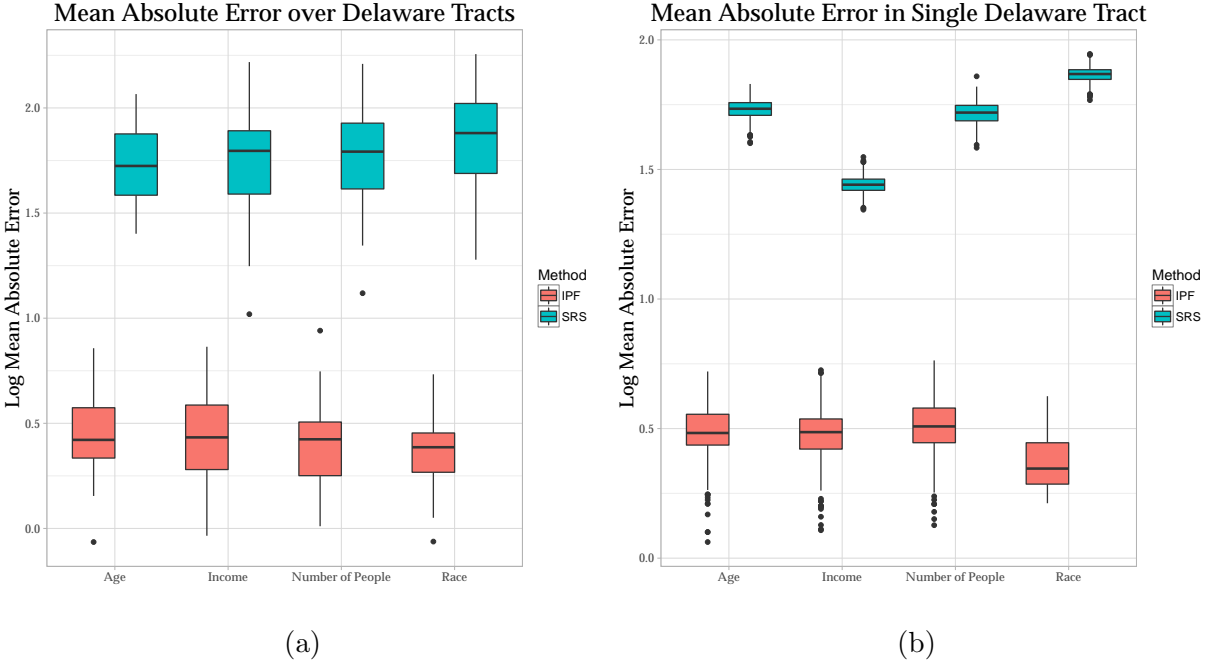 Mean Absolute Error over Delaware Tracts
Log Mean Absolute Error
2.0
1.5
1.0
0.5
0.0
Age
Income
Number of People
Race
Method
IPF
SRS
(a)
Mean Absolute Error in Single Delaware Tract
Log Mean Absolute Error
2.0
1.5
1.0
0.5
0.0
Age
Income
Number of People
Race
Method
IPF
SRS
(b)